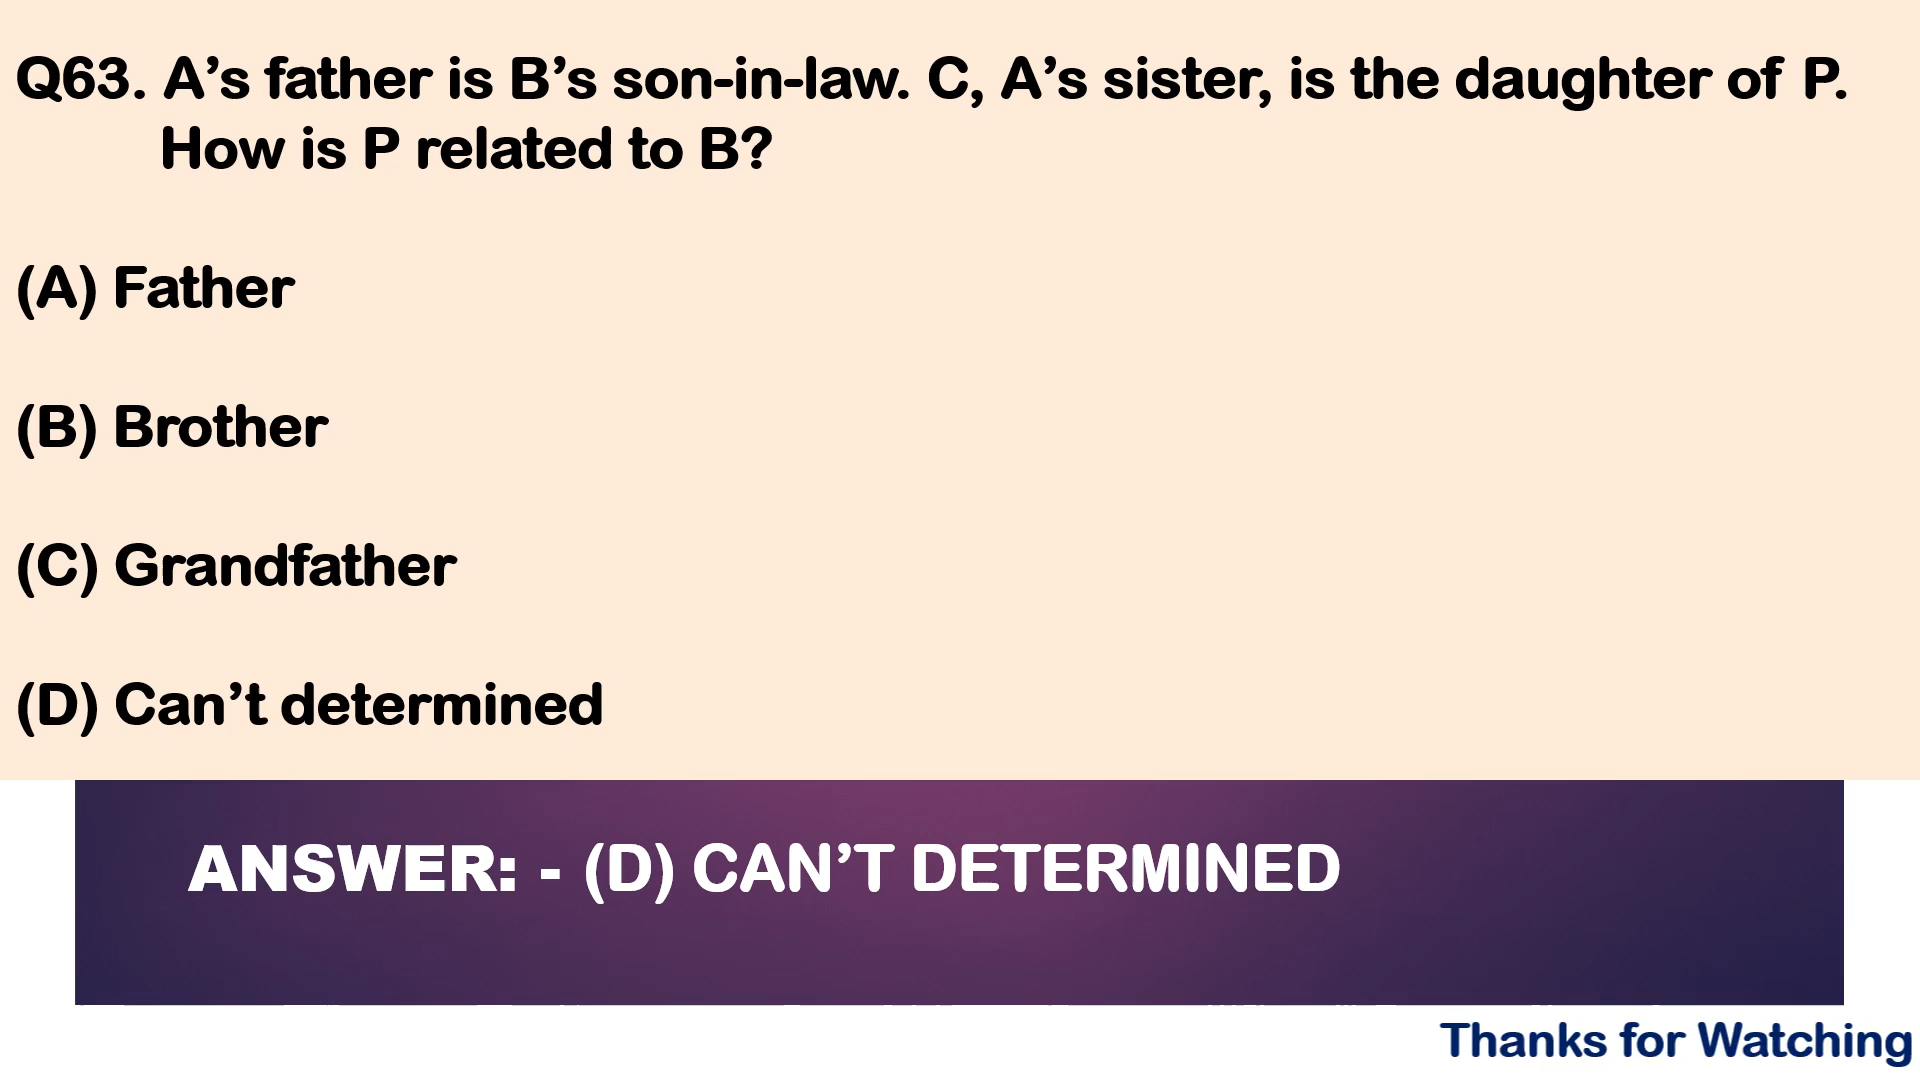 Q63. A’s father is B’s son-in-law. C, A’s sister, is the daughter of P.
How is P related to B?
(A) Father
(B) Brother
(C) Grandfather
(D) Can’t determined
ANSWER: - (D) CAN’T DETERMINED
Thanks for Watching